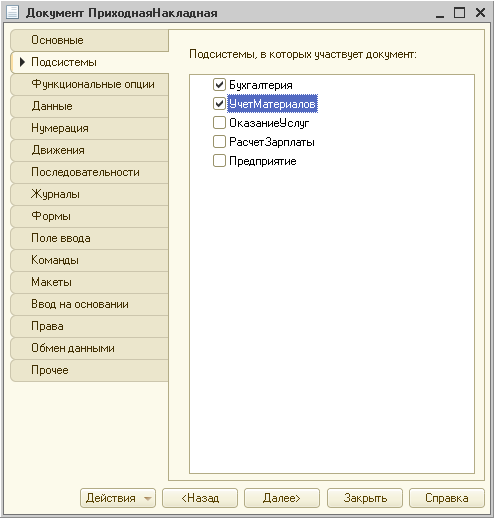 Документ ПриходнаяНакладная
Основные
Подсистемы
Функциональные опции
Данные
Нумерация
Движения
Последовательности
Журналы
Формы
Поле ввода
Команды
Макеты
Ввод на основании
Права
Обмен данными
Прочее
Подсистемы, в которых участвует документ:
Бухгалтерия
УчетМатериалов
ОказаниеУслуг
РасчетЗарплаты
Предприятие
Действия
<Назад
Далее>
Закрыть
Справка